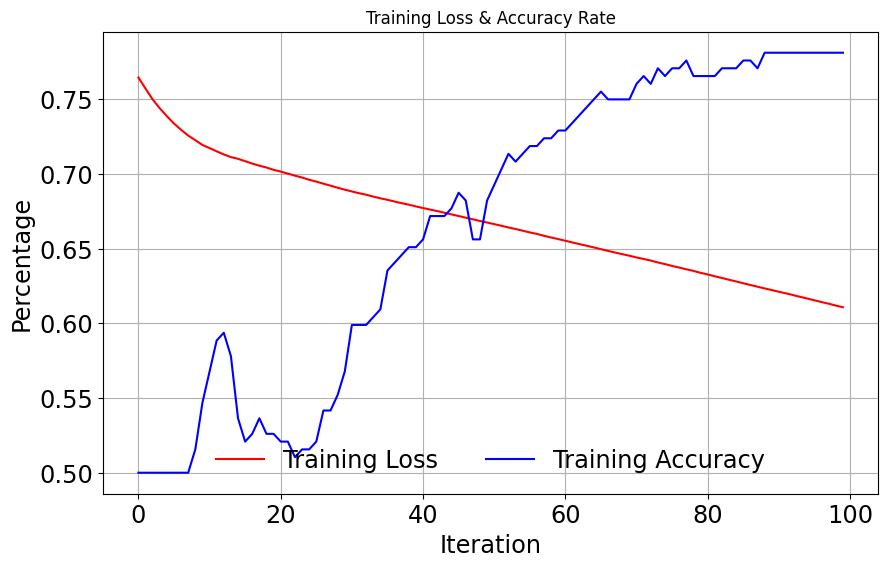 Training Loss & Accuracy Rate
0.75
0.70
0.65
0.60
0.55
0.50
Percentage
Training Loss
Training Accuracy
0 20 40 60 80 100
Iteration